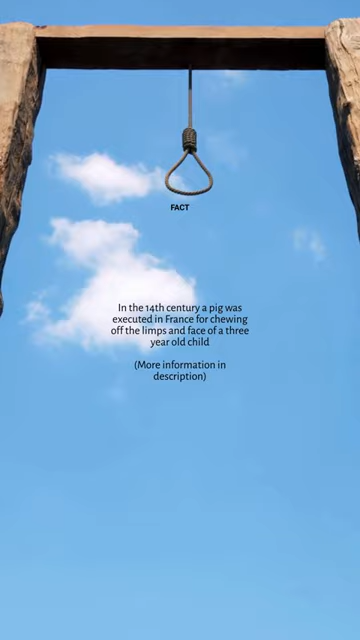 FACT
In the 14th century a pig was
executed in France for chewing
off the limps and face of a three
year old child
(More information in
description)